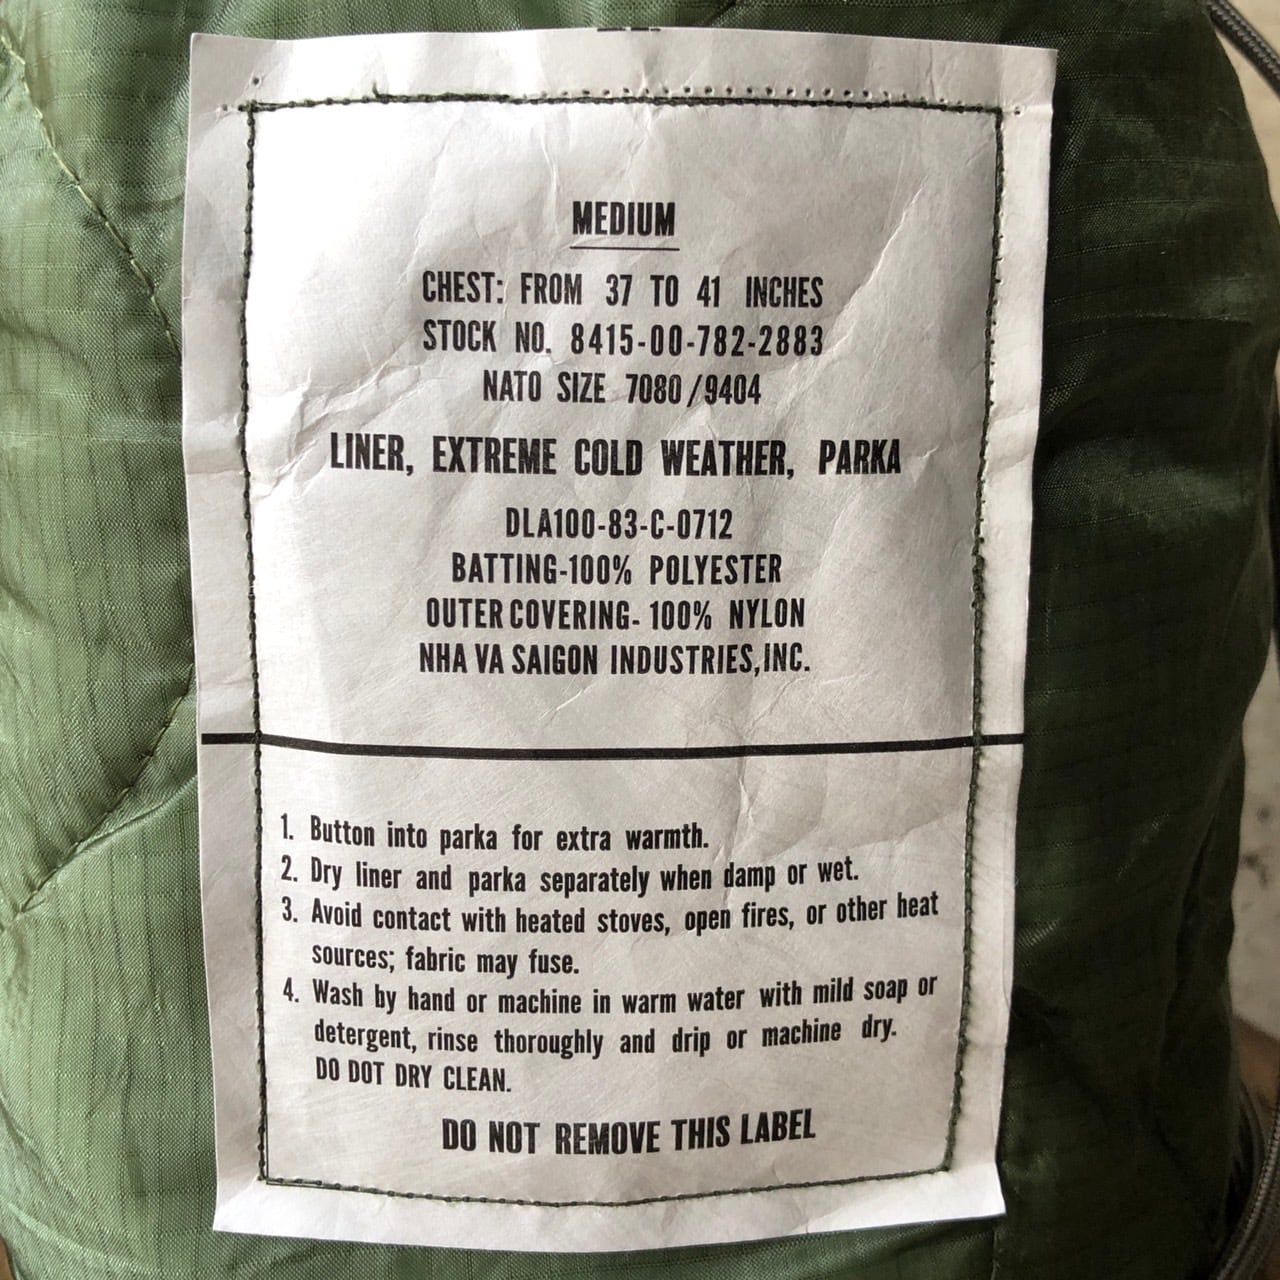 MEDIUM
CHEST: FROM 37 TO 41 INCHES
STOCK NO. 8415-00-782-2883
NATO SIZE 7080/9404
LINER, EXTREME COLD WEATHER, PARKA
DLA100-83-C-0712
BATTING-100% POLYESTER
OUTER COVERING- 100% NYLON
NHA VA SAIGON INDUSTRIES, INC.
1. Button into parka for extra warmth.
2. Dry liner and parka separately when damp or wet.
3. Avoid contact with heated stoves, open fires, or other heat
sources; fabric may fuse.
4. Wash by hand or machine in warm water with mild soap or
detergent, rinse thoroughly and drip or machine dry.
DO DOT DRY CLEAN.
DO NOT REMOVE THIS LABEL